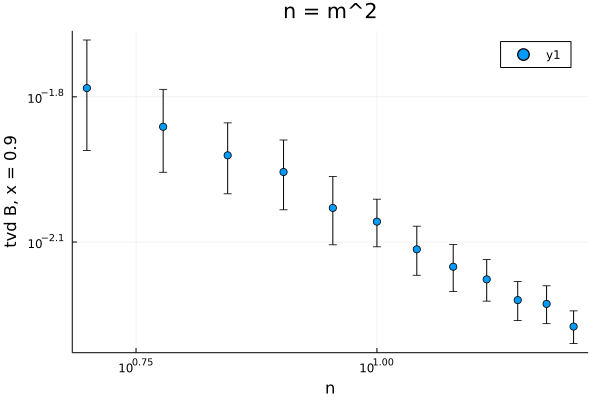 n = m^2
y1
10^-1.8
10^-2.1
tvd B, x = 0.9
10^0.75
10^1.00
n